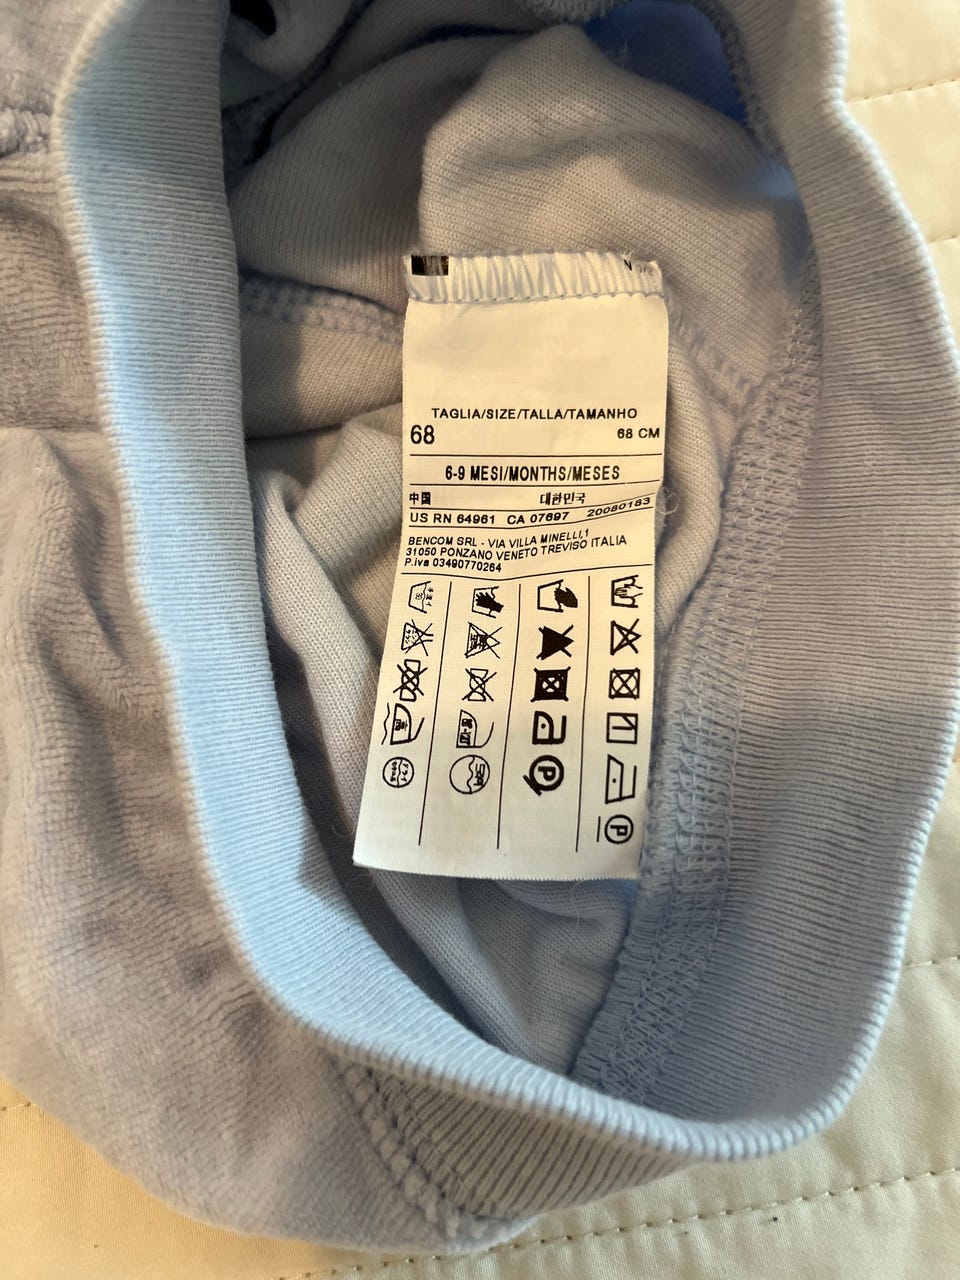 TAGLIA/SIZE/TALLA/TAMANHO
68 68 CM
6-9 MESI/MONTHS/MESES
中国 대한민국
US RN 64961 CA 07697 20080183
BENCOM SRL - VIA VILLA MINELLI,1
31050 PONZANO VENETO TREVISO ITALIA
P.iva 03490770264
P P